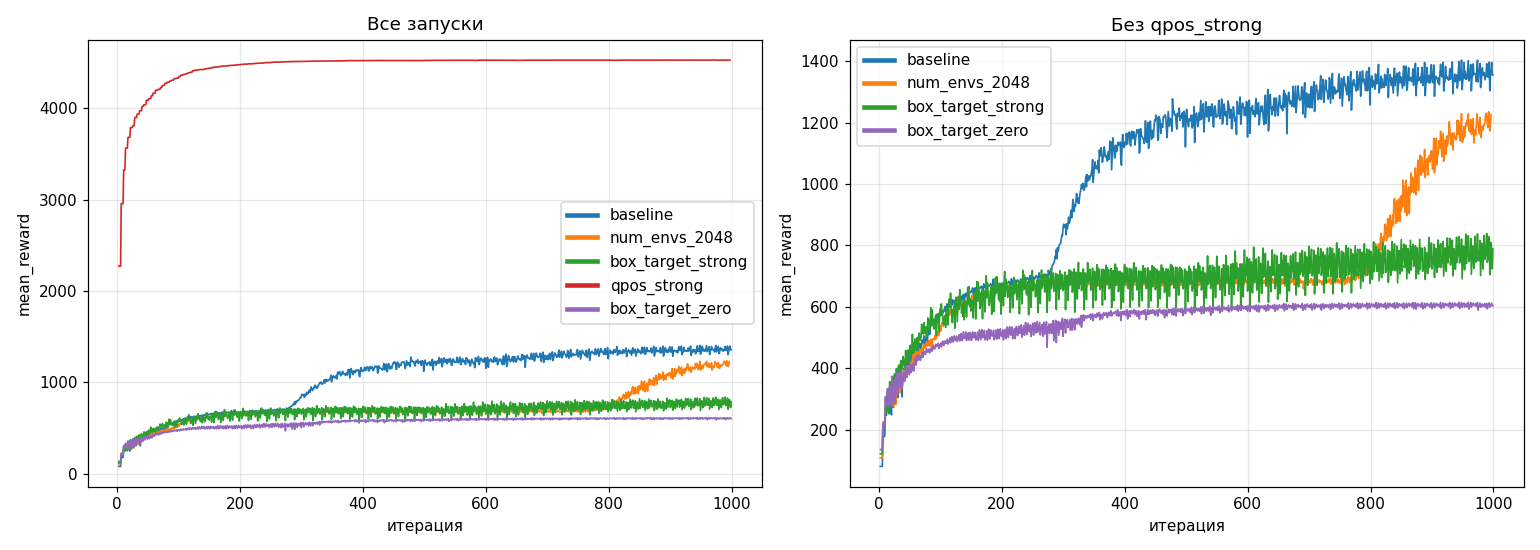 Все запуски
mean_reward
4000
3000
2000
1000
0
0
200
400
600
800
1000
итерация
baseline
num_envs_2048
box_target_strong
qpos_strong
box_target_zero
Без qpos_strong
mean_reward
1400
1200
1000
800
600
400
200
0
200
400
600
800
1000
итерация
baseline
num_envs_2048
box_target_strong
box_target_zero